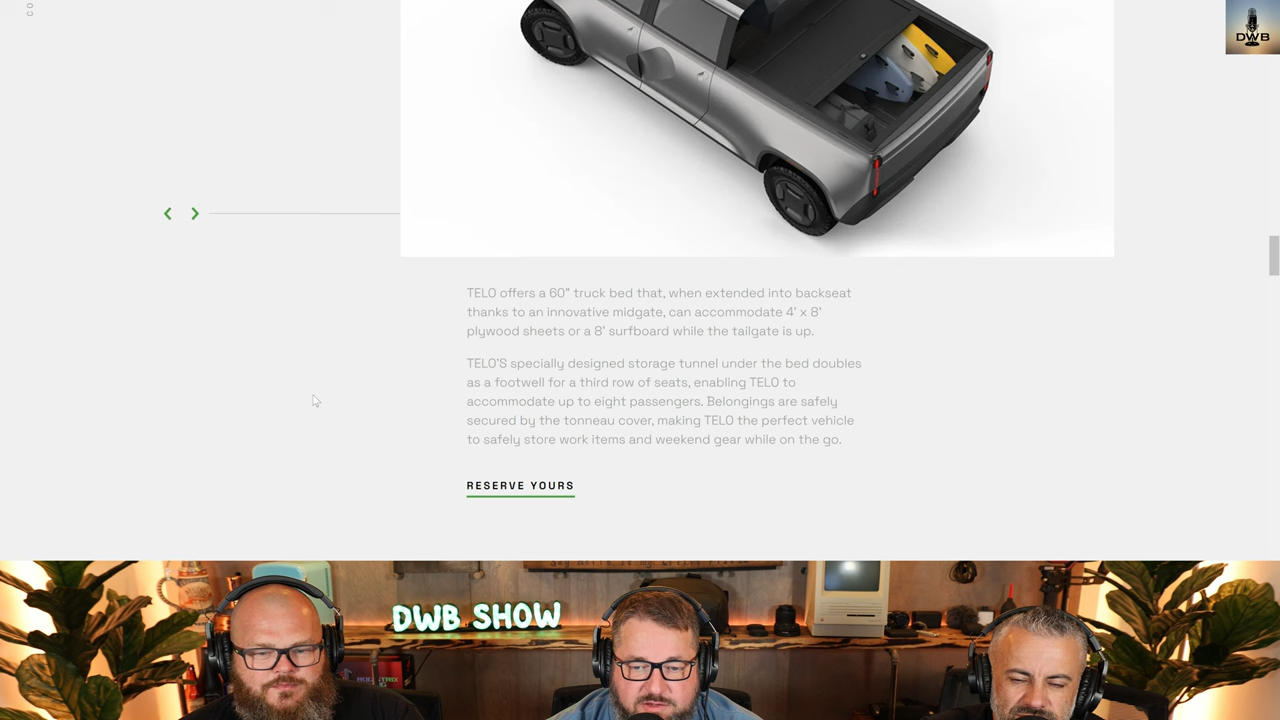 CO
DWB
TELO offers a 60" truck bed that, when extended into backseat
thanks to an innovative midgate, can accommodate 4' x 8'
plywood sheets or a 8' surfboard while the tailgate is up.
TELO'S specially designed storage tunnel under the bed doubles
as a footwell for a third row of seats, enabling TELO to
accommodate up to eight passengers. Belongings are safely
secured by the tonneau cover, making TELO the perfect vehicle
to safely store work items and weekend gear while on the go.
RESERVE YOURS
DWB SHOW